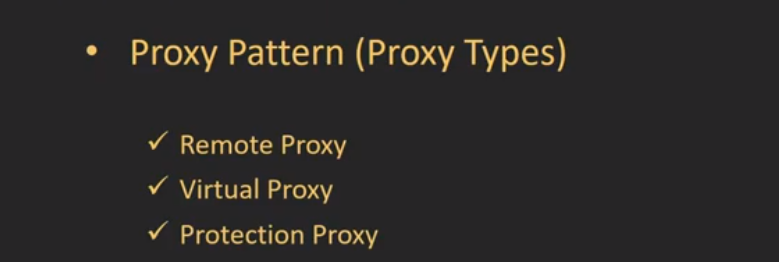 • Proxy Pattern (Proxy Types)
✓ Remote Proxy
✓ Virtual Proxy
✓ Protection Proxy